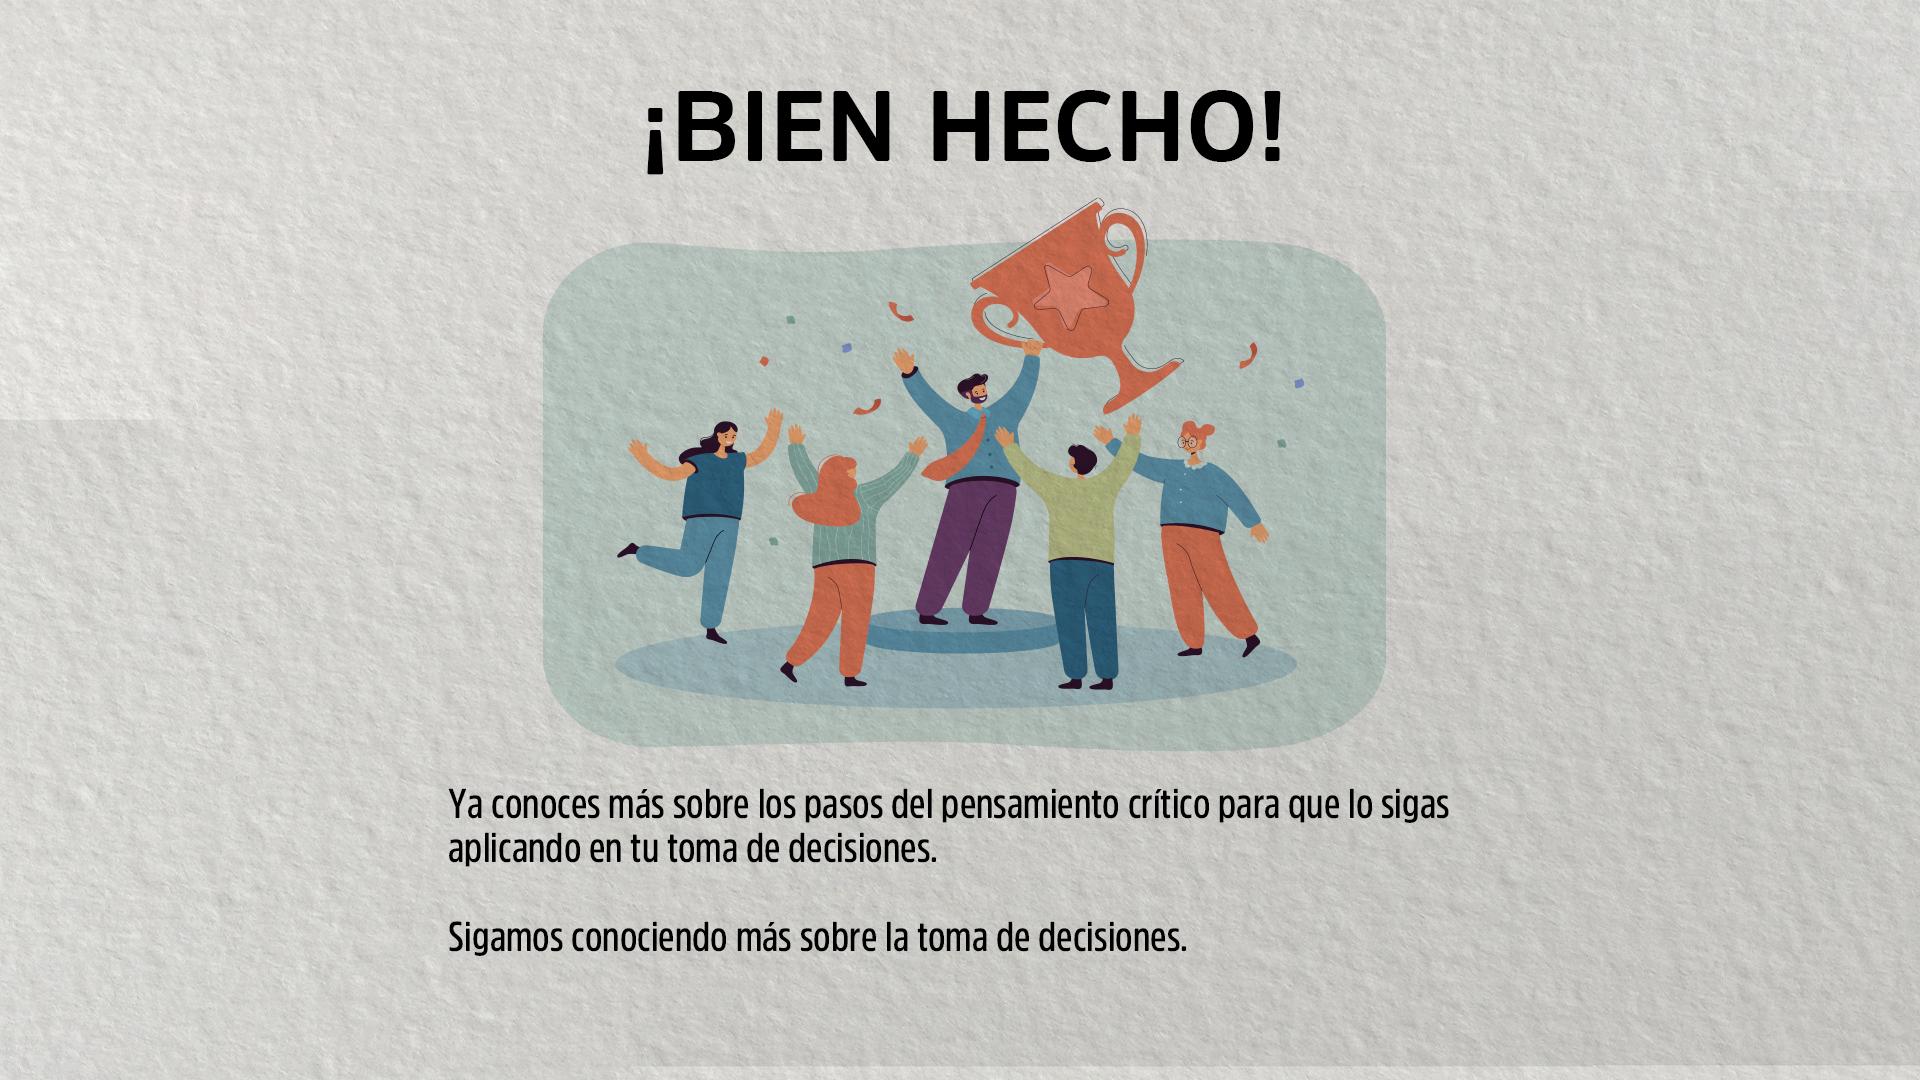 ¡BIEN HECHO!
Ya conoces más sobre los pasos del pensamiento crítico para que lo sigas
aplicando en tu toma de decisiones.
Sigamos conociendo más sobre la toma de decisiones.